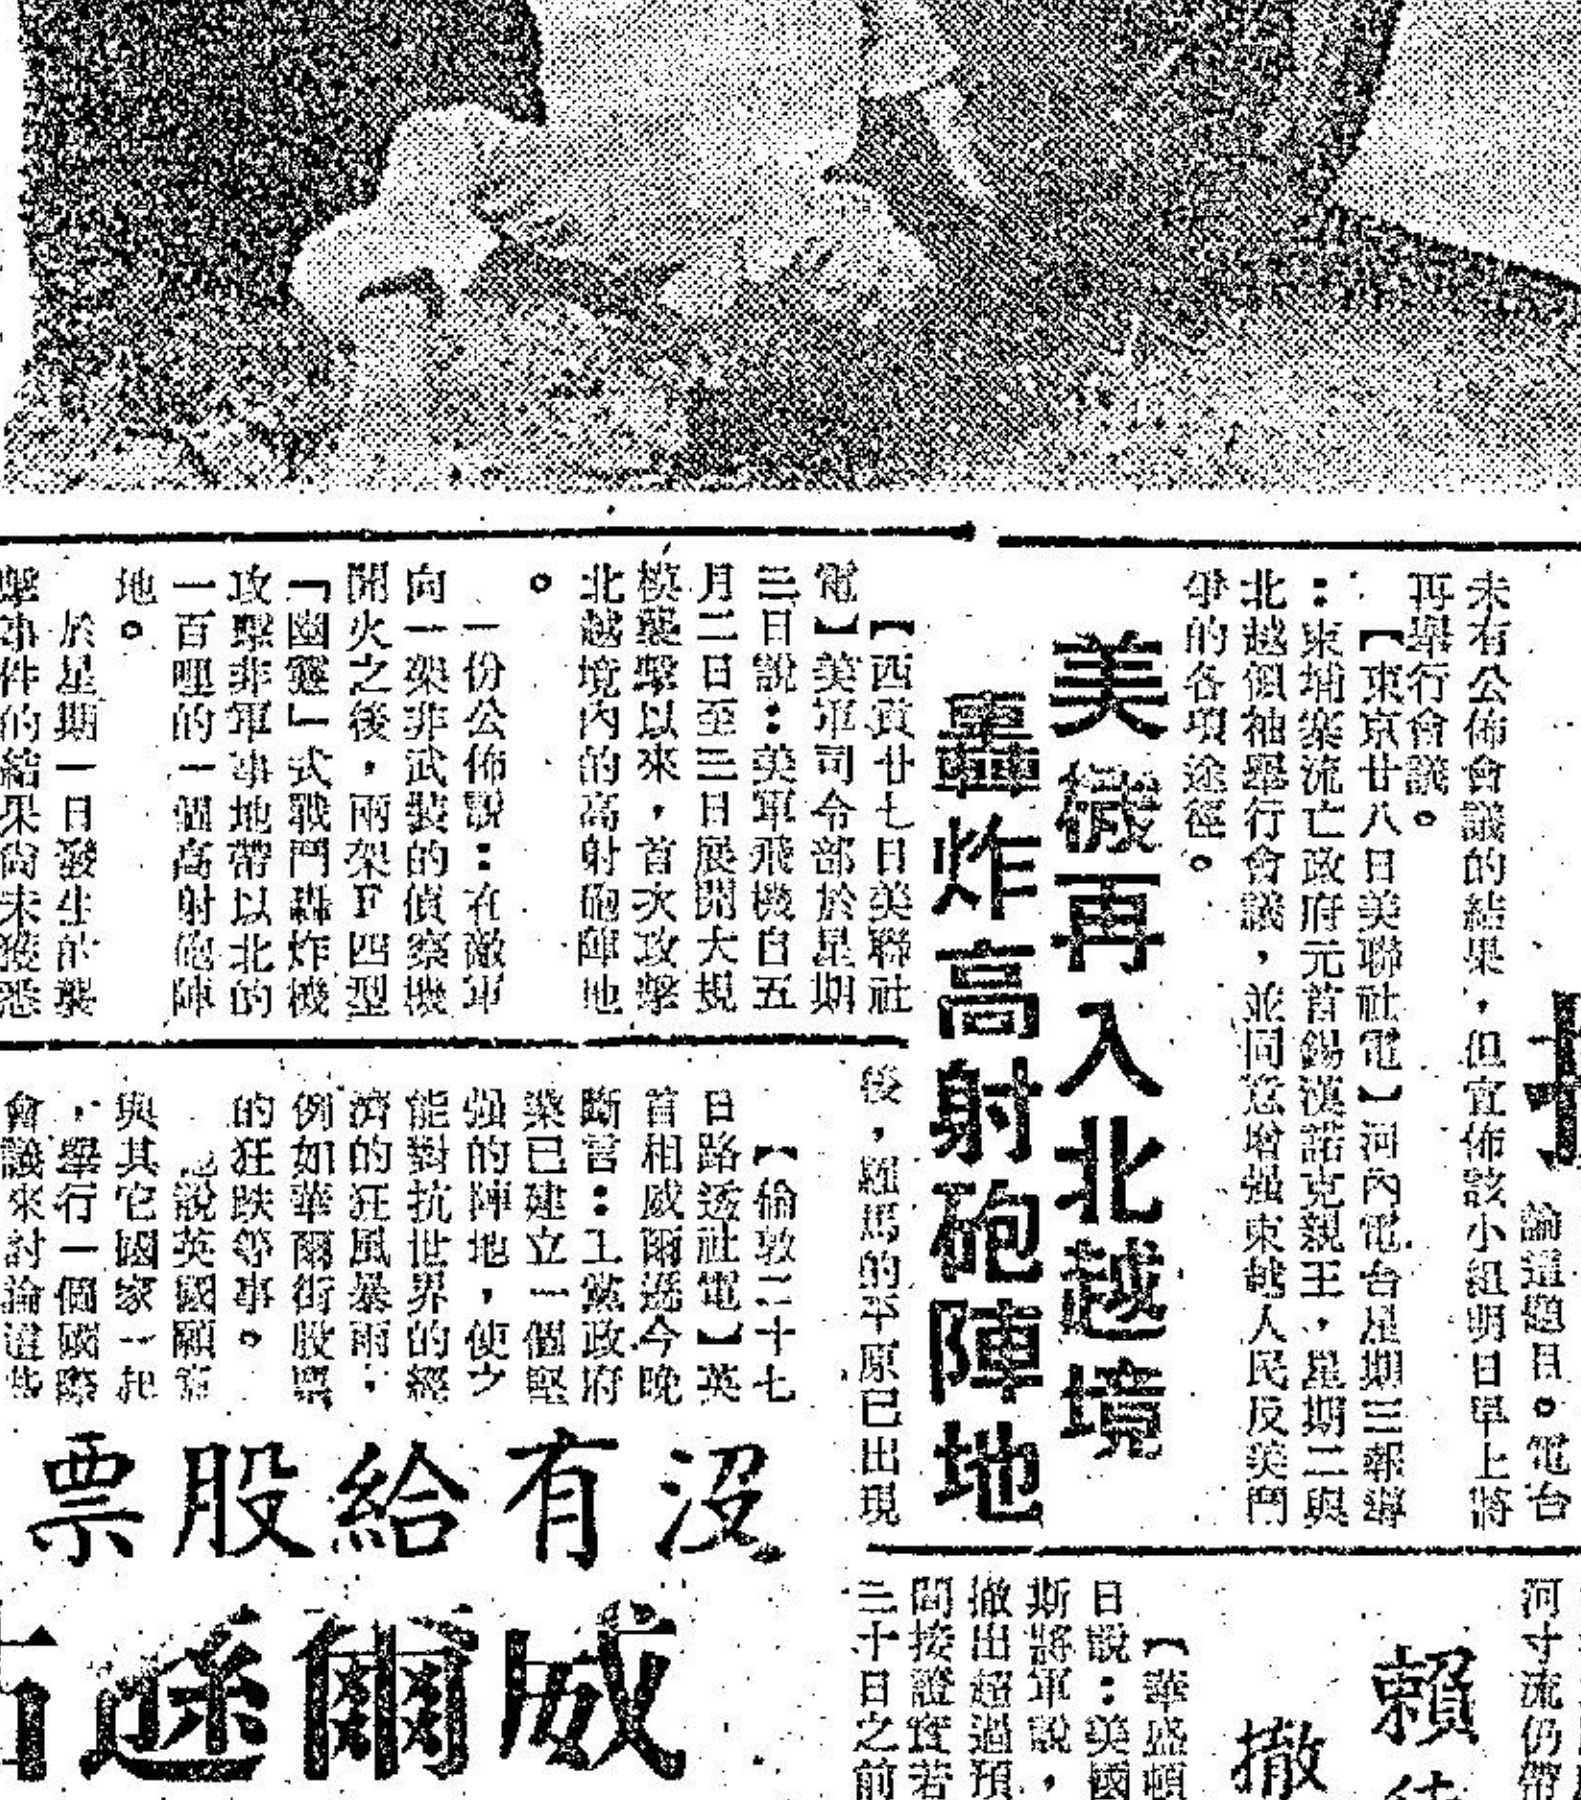 論這題目。電台
未有公佈會議的結果，但宣佈該小組明日早上將
再舉行會議。
【東京廿八日美聯社電】河內電台星期三報導
：柬埔寨流亡政府元首錫漢諾克親王，星期二與
北越領袖舉行會議，並同意增强柬埔人民反美鬥
爭的各項途徑。
美機再入北越境
轟炸高射砲陣地
【西貢廿七日美聯社
電】美軍司令部於星期
三日說：美軍飛機自五
月二日至三日展開大規
模襲擊以來，首次攻擊
北越境內的高射砲陣地
。
一份公佈說：在敵軍
向一架非武裝的偵察機
開火之後，兩架F四型
「幽靈」式戰鬥轟炸機
攻擊非軍事地帶以北的
一百哩的一個高射砲陣
地。
於星期一日發生的襲
擊事件的結果尚未獲悉
後，羅馬的平原已出現
沒有給股票
威爾遜
【倫敦二十七
日路透社電】英
首相威爾遜今晚
斷言：工黨政府
業已建立一個堅
强的陣地，使之
能對抗世界的經
濟的狂風暴雨，
例如華爾街股票
的狂跌等事。
他說英國願意
與其它國家一起
，舉行一個國際
會議來討論這些
河寸流仍帶
賴
撤
【華盛頓
日說：美國
斯將軍說，
撤出超過預
間接證實若
三十日之前